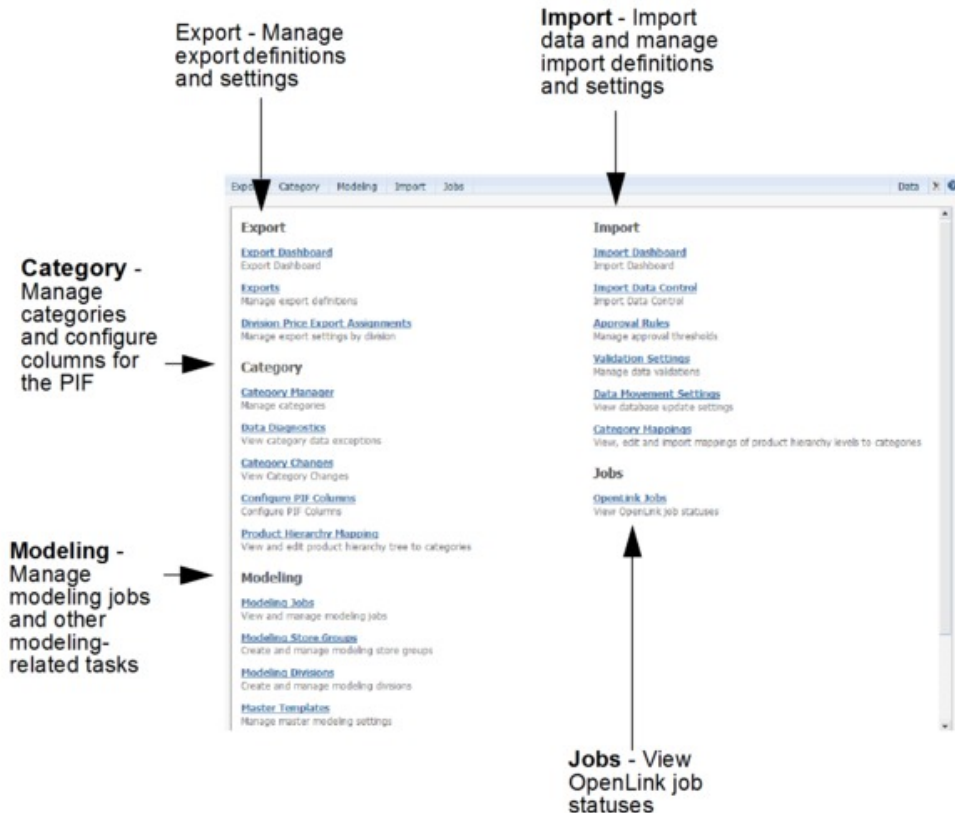 Export - Manage
export definitions
and settings
Import - Import
data and manage
import definitions
and settings
Category -
Manage
categories
and configure
columns for
the PIF
Modeling -
Manage
modeling jobs
and other
modeling-
related tasks
Category Modeling Import Jobs
Data
Export
Export Dashboard
Export Dashboard
Exports
Manage export definitions
Division Price Export Assignments
Manage export settings by division
Category
Category Manager
Manage categories
Data Diagnostics
View category data exceptions
Category Changes
View Category Changes
Configure PIF Columns
Configure PIF Columns
Product Hierarchy Mapping
View and edit product hierarchy tree to categories
Modeling
Modeling Jobs
View and manage modeling jobs
Modeling Store Groups
Create and manage modeling store groups
Modeling Divisions
Create and manage modeling divisions
Master Templates
Manage master modeling settings
Import
Import Dashboard
Import Dashboard
Import Data Control
Import Data Control
Approval Rules
Manage approval thresholds
Validation Settings
Manage data validations
Data Movement Settings
View database update settings
Category Mappings
View, edit and import mappings of product hierarchy levels to categories
Jobs
OpenLink Jobs
View OpenLink job statuses
Jobs - View
OpenLink job
statuses